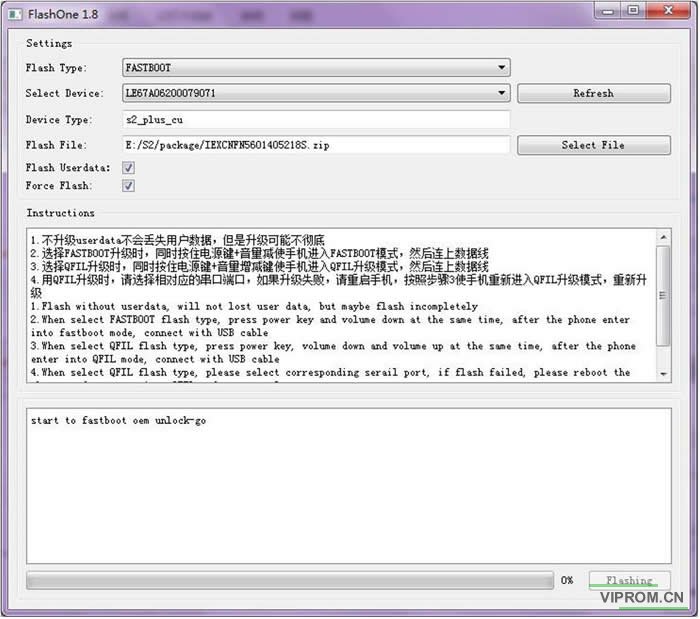 FlashOne 1.8
Settings
Flash Type: FASTBOOT
Select Device: LE67A06200079071 Refresh
Device Type: s2_plus_cu
Flash File: E:/S2/package/IEXCNFN5601405218S.zip Select File
Flash Userdata:
Force Flash:
Instructions
1.不升级userdata不会丢失用户数据，但是升级可能不彻底
2.选择FASTBOOT升级时，同时按住电源键+音量减使手机进入FASTBOOT模式，然后连上数据线
3.选择QFIL升级时，同时按住电源键+音量增减键使手机进入QFIL升级模式，然后连上数据线
4.用QFIL升级时，请选择相对应的串口端口，如果升级失败，请重启手机，按照步骤3使手机重新进入QFIL升级模式，重新升
级
1.Flash without userdata, will not lost user data, but maybe flash incompletely
2.When select FASTBOOT flash type, press power key and volume down at the same time, after the phone enter
into fastboot mode, connect with USB cable
3.When select QFIL flash type, press power key, volume down and volume up at the same time, after the phone
enter into QFIL mode, connect with USB cable
4.When select QFIL flash type, please select corresponding serail port, if flash failed, please reboot the
start to fastboot oem unlock-go
0% Flashing
VIPROM.CN